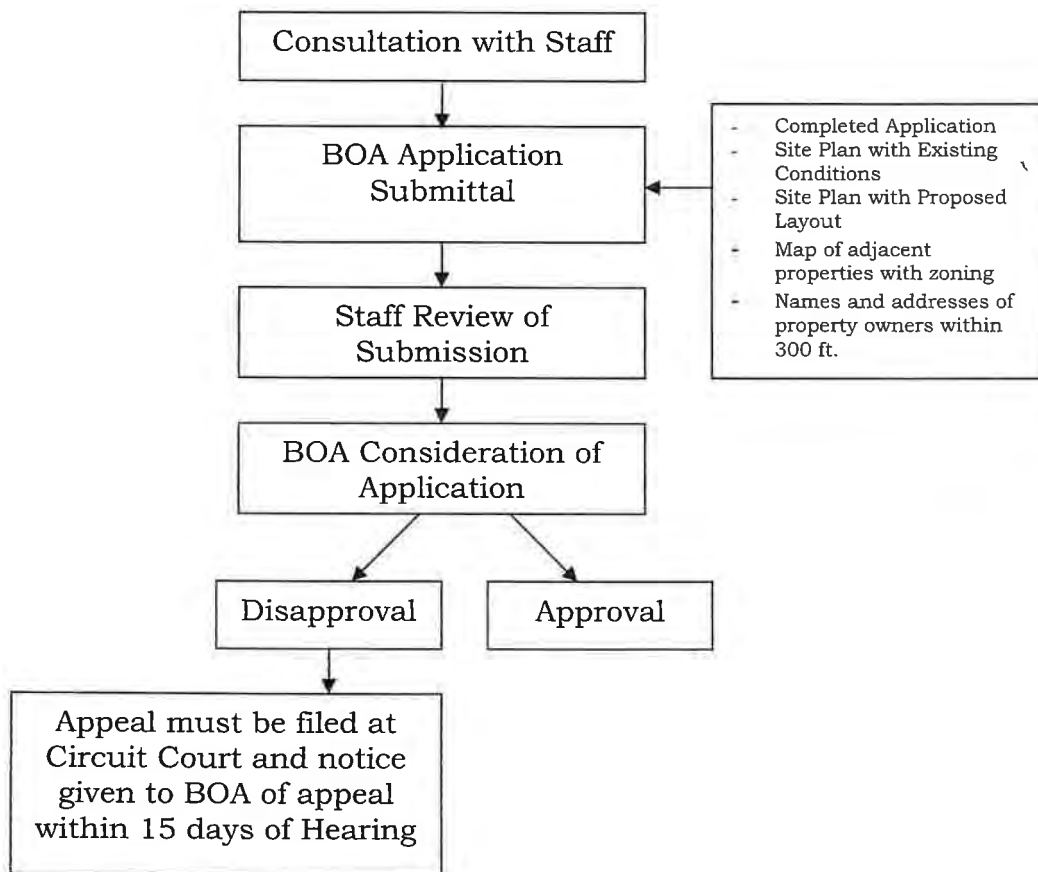 Consultation with Staff
BOA Application
Submittal
- Completed Application
- Site Plan with Existing
Conditions
- Site Plan with Proposed
Layout
- Map of adjacent
properties with zoning
- Names and addresses of
property owners within
300 ft.
Staff Review of
Submission
BOA Consideration of
Application
Disapproval
Approval
Appeal must be filed at
Circuit Court and notice
given to BOA of appeal
within 15 days of Hearing